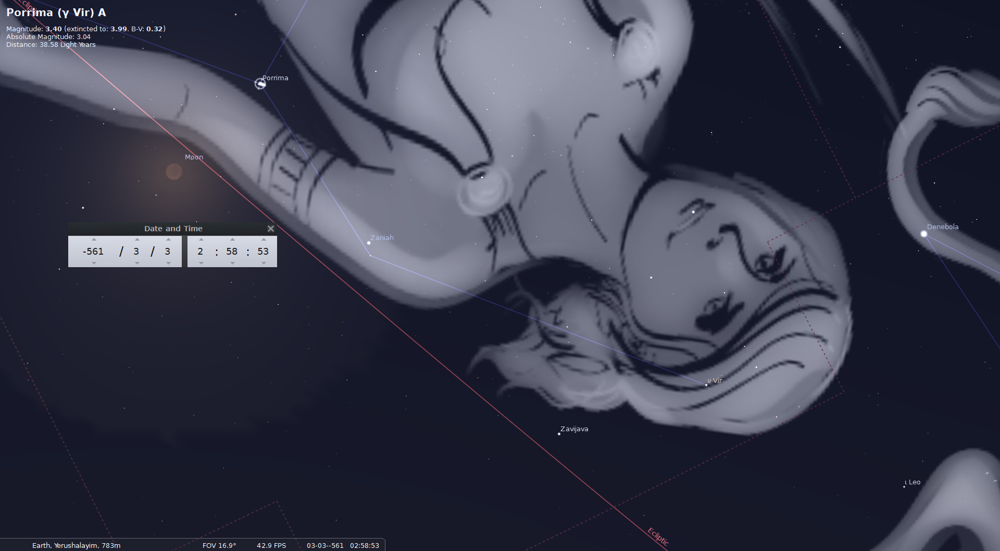 Ecliptic
Porrima (γ Vir) A
Magnitude: 3.40 (extincted to: 3.99. B-V: 0.32)
Absolute Magnitude: 3.04
Distance: 38.58 Light Years
Porrima
Moon
Date and Time
-561 / 3 / 3 2 : 58 : 53
Zaniah
Denebola
ν Vir
Zavijava
ι Leo
Ecliptic
Earth, Yerushalayim, 783m FOV 16.9° 42.9 FPS 03-03--561 02:58:53